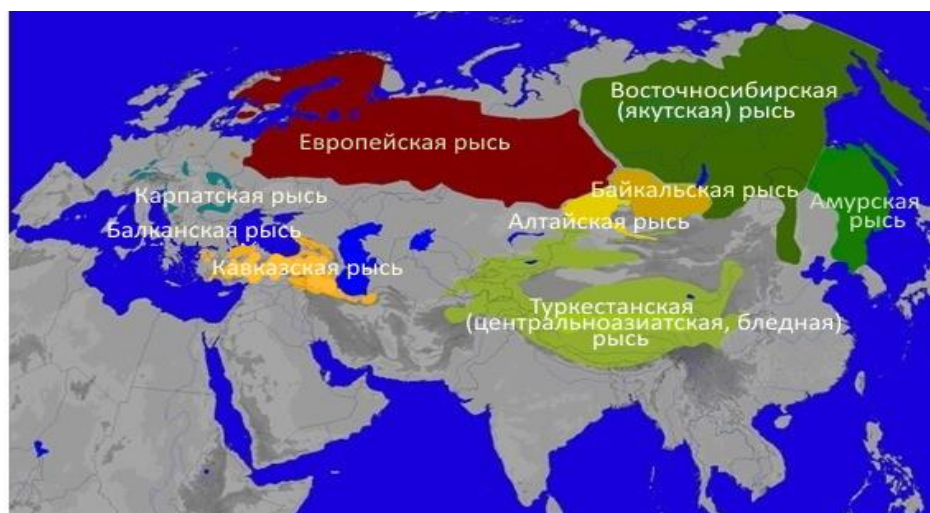 Восточносибирская
(якутская) рысь
Европейская рысь
Байкальская рысь
Карпатская рысь
Амурская
рысь
Алтайская рысь
Балканская рысь
Кавказская рысь
Туркестанская
(центральноазиатская, бледная)
рысь